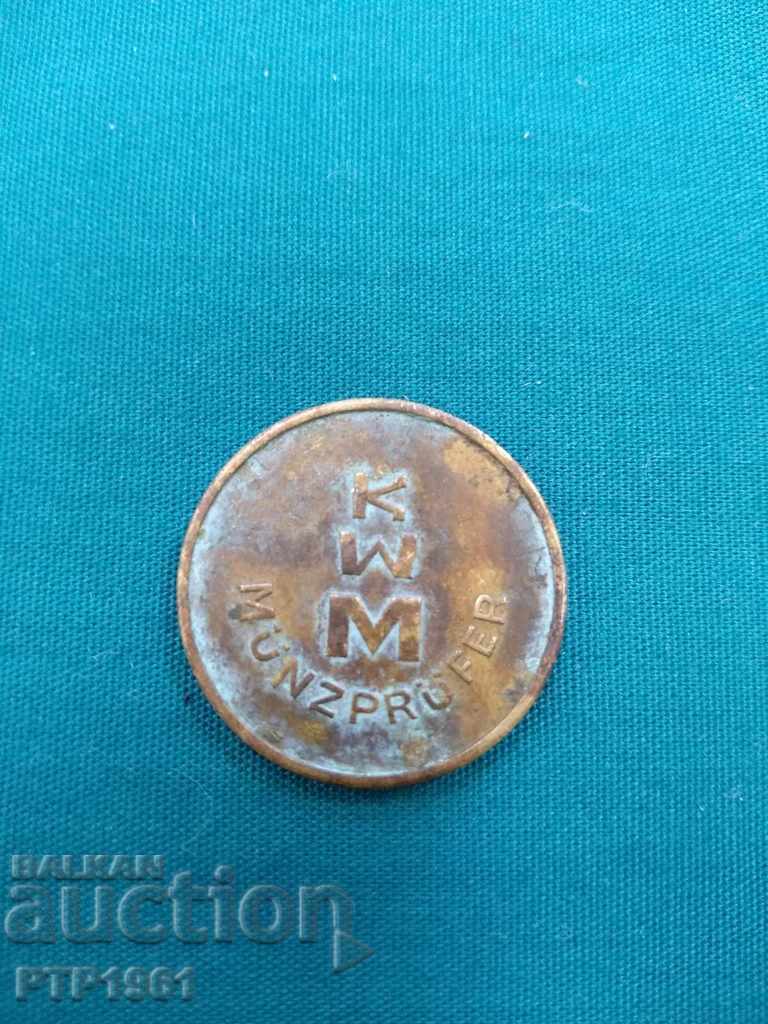 K
W
M
MÜNZPRÜFER
BALKAN
auction
PTP1961